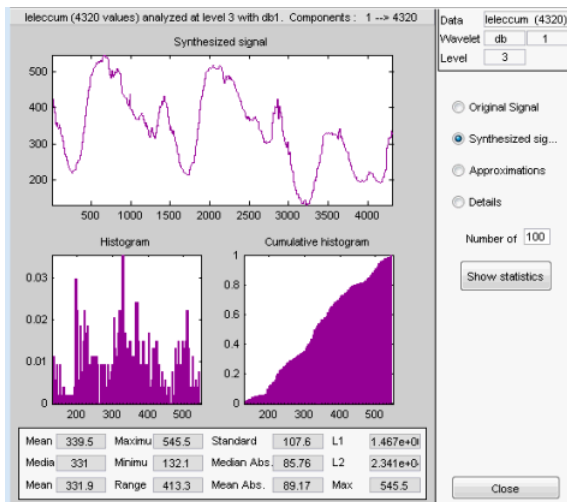 leleccum (4320 values) analyzed at level 3 with db1. Components : 1 --> 4320
Synthesized signal
500
400
300
200
500 1000 1500 2000 2500 3000 3500 4000
Histogram
0.03
0.02
0.01
0
200 300 400 500
Cumulative histogram
1
0.8
0.6
0.4
0.2
0
200 300 400 500
Mean 339.5 Maximu 545.5 Standard 107.6 L1 1.467e+0
Media 331 Minimu 132.1 Median Abs. 85.76 L2 2.341e+0
Mean 331.9 Range 413.3 Mean Abs. 89.17 Max 545.5
Data leleccum (4320)
Wavelet db 1
Level 3
Original Signal
Synthesized sig...
Approximations
Details
Number of 100
Show statistics
Close